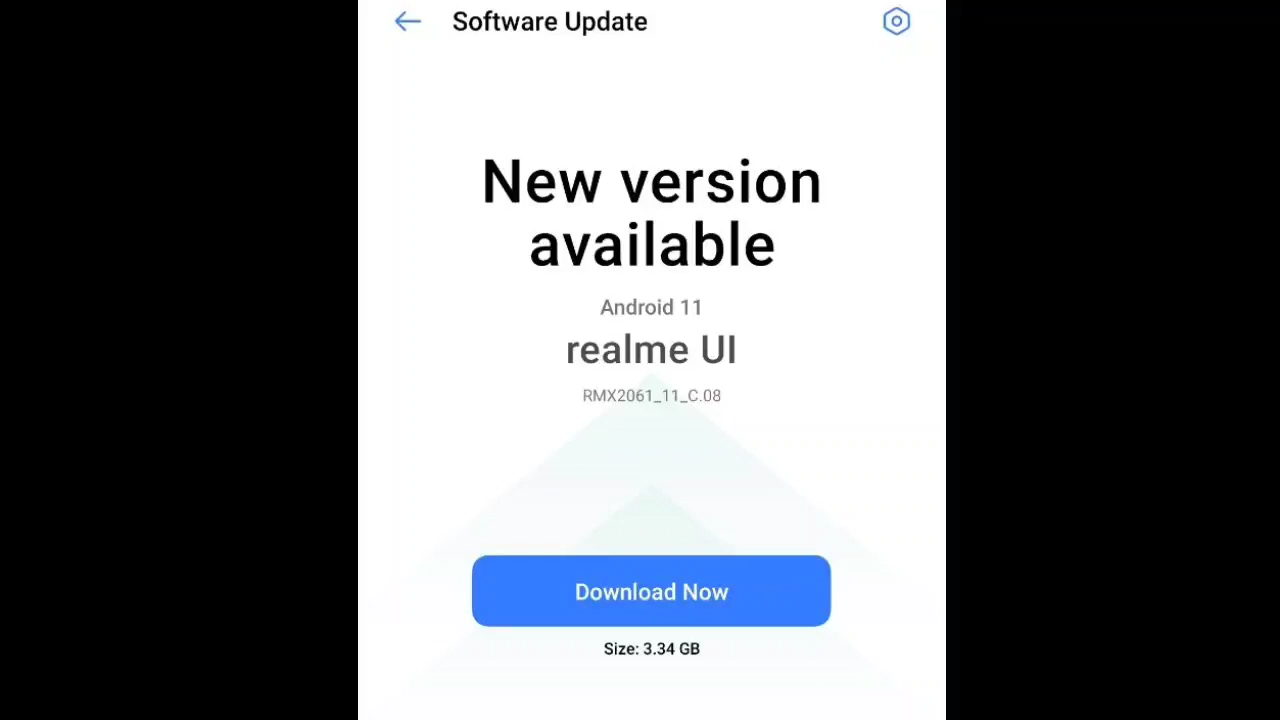 Software Update
New version
available
Android 11
realme UI
RMX2061_11_C.08
Download Now
Size: 3.34 GB